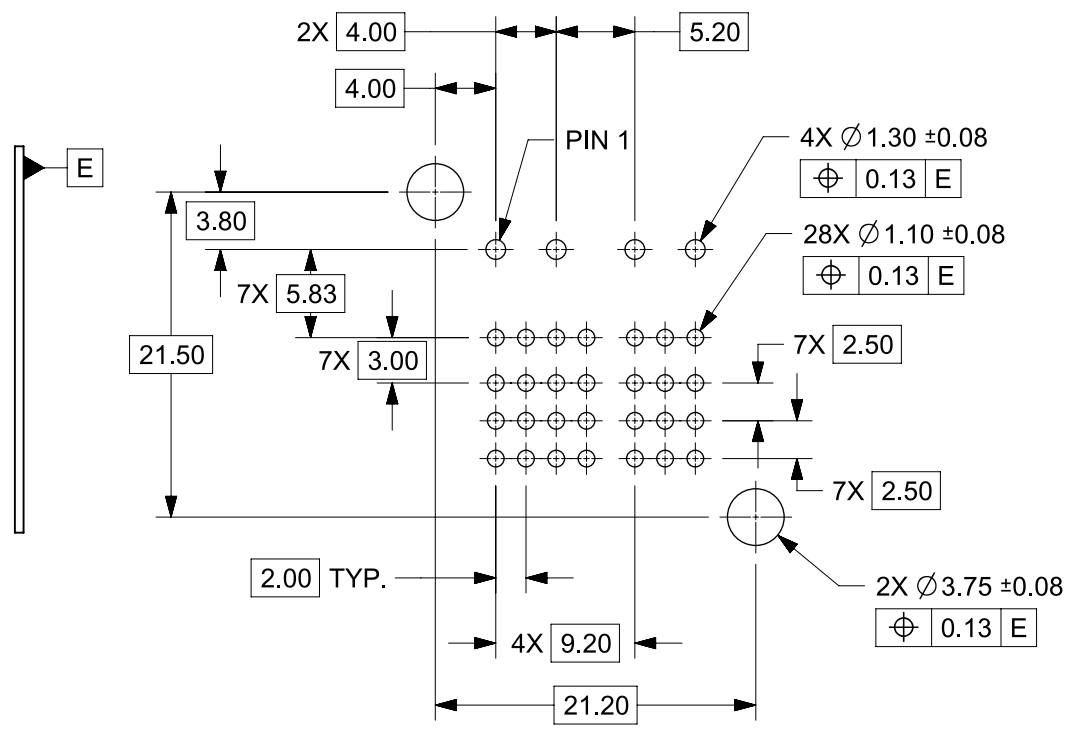 2X 4.00
5.20
4.00
PIN 1
4X ∅1.30 ±0.08
⌖ 0.13 E
E
3.80
28X ∅1.10 ±0.08
⌖ 0.13 E
7X 5.83
21.50
7X 3.00
7X 2.50
7X 2.50
2.00 TYP.
2X ∅3.75 ±0.08
⌖ 0.13 E
4X 9.20
21.20